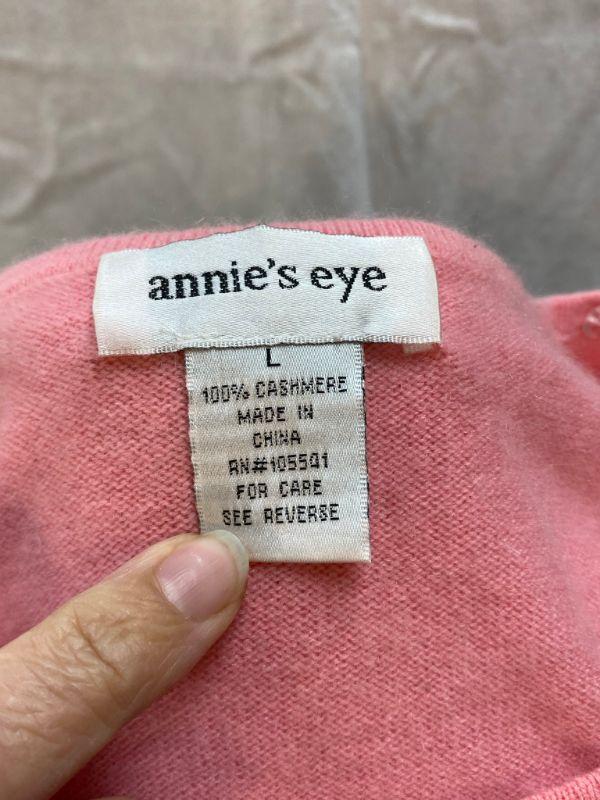 annie's eye
L
100% CASHMERE
MADE IN
CHINA
RN#105501
FOR CARE
SEE REVERSE